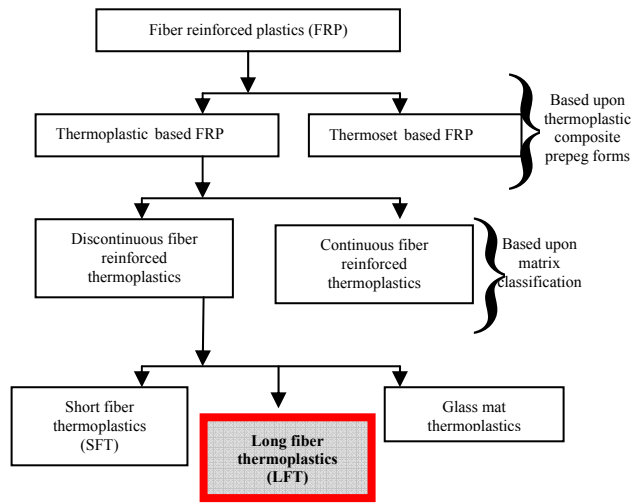 Fiber reinforced plastics (FRP)
Thermoplastic based FRP
Thermoset based FRP
Based upon
thermoplastic
composite
prepeg forms
Discontinuous fiber
reinforced
thermoplastics
Continuous fiber
reinforced
thermoplastics
Based upon
matrix
classification
Short fiber
thermoplastics
(SFT)
Long fiber
thermoplastics
(LFT)
Glass mat
thermoplastics